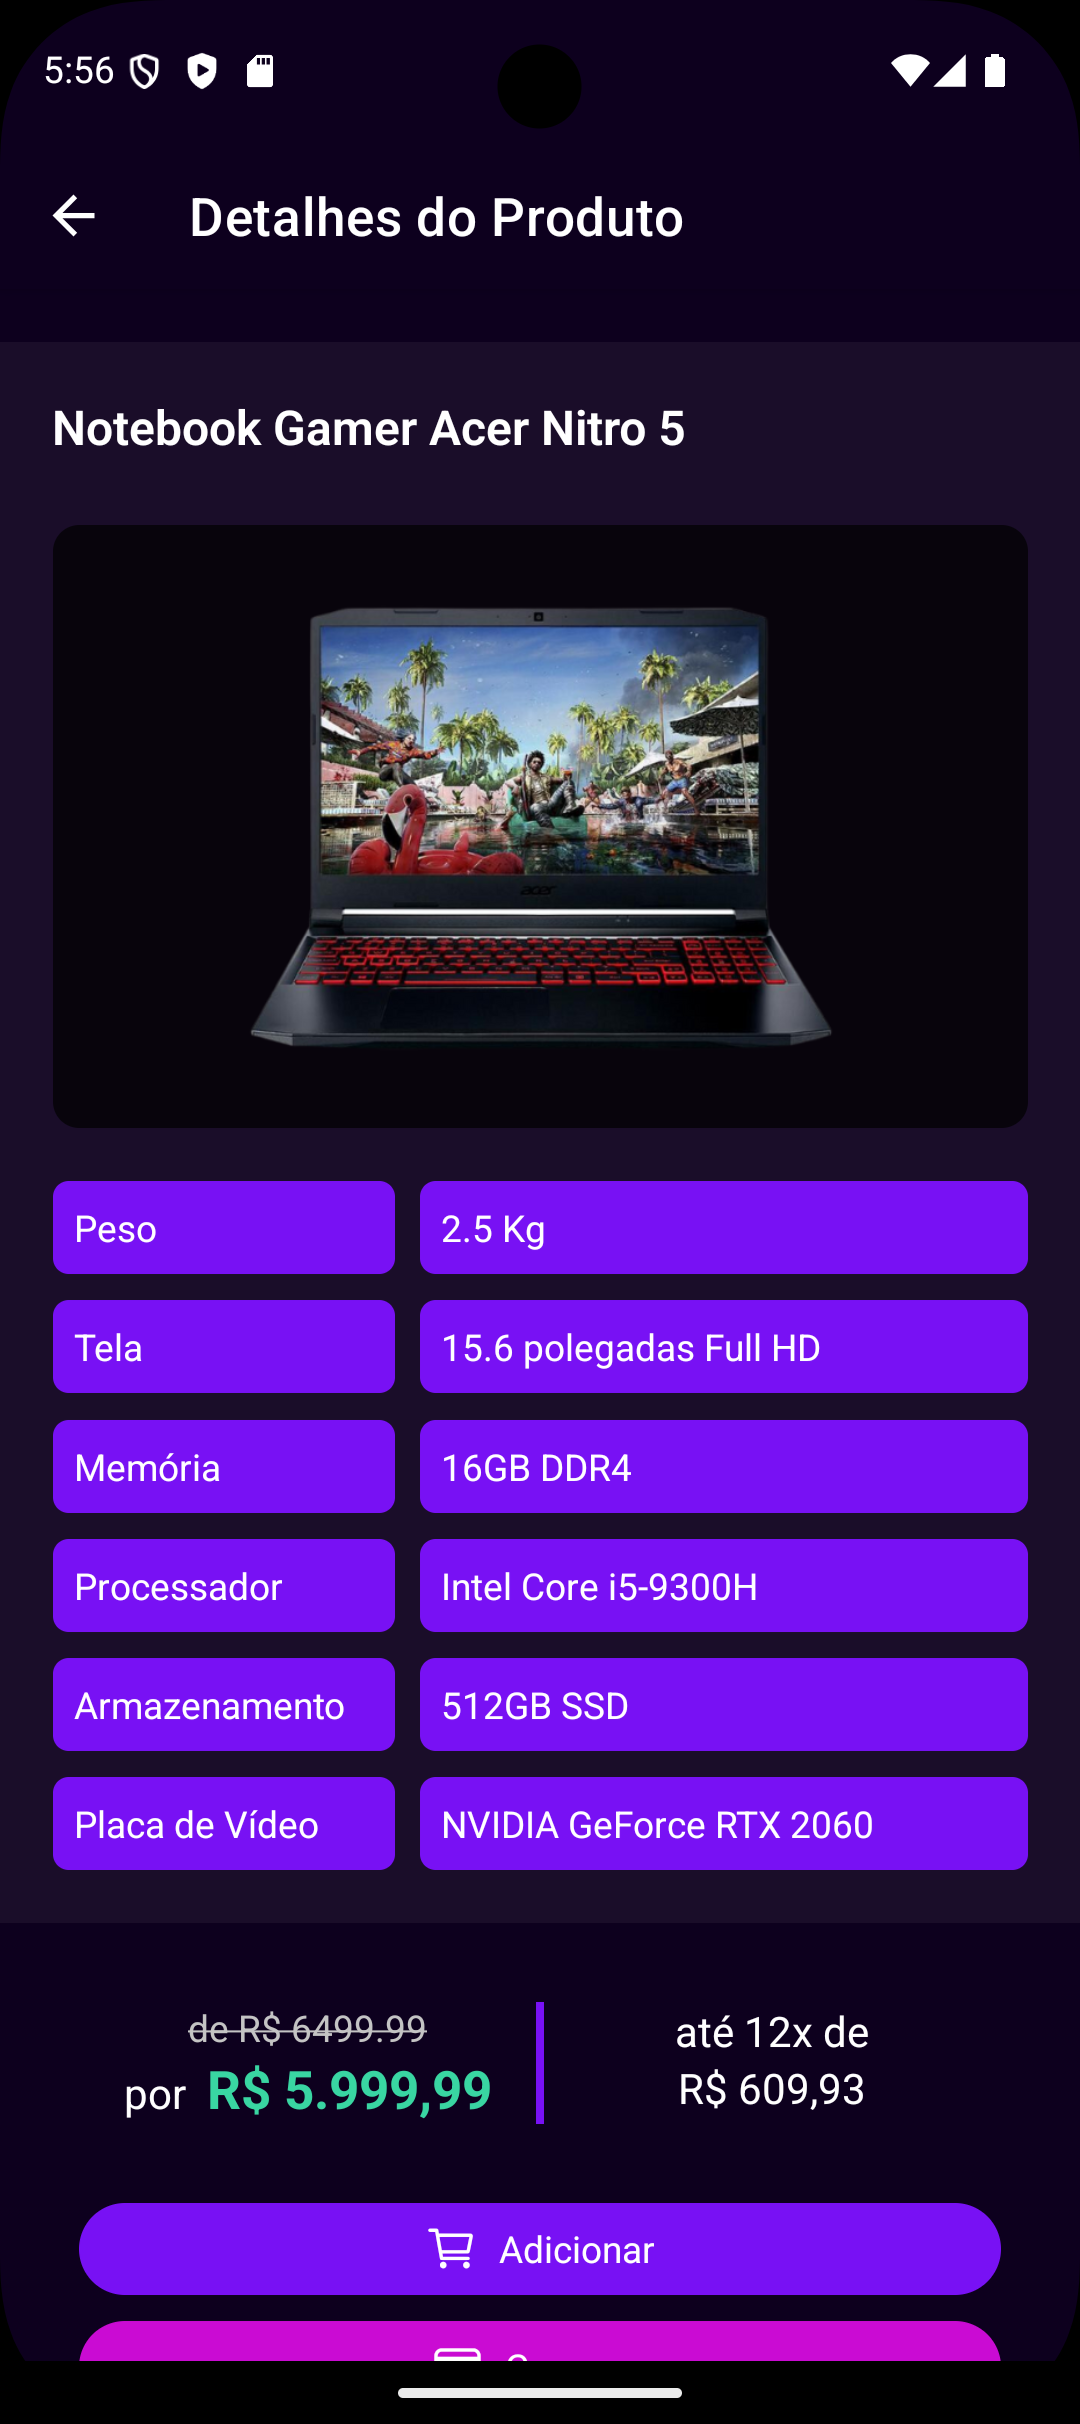 5:56
Detalhes do Produto
Notebook Gamer Acer Nitro 5
acer
Peso
2.5 Kg
Tela
15.6 polegadas Full HD
Memória
16GB DDR4
Processador
Intel Core i5-9300H
Armazenamento
512GB SSD
Placa de Vídeo
NVIDIA GeForce RTX 2060
de R$ 6499.99
por R$ 5.999,99
até 12x de
R$ 609,93
Adicionar